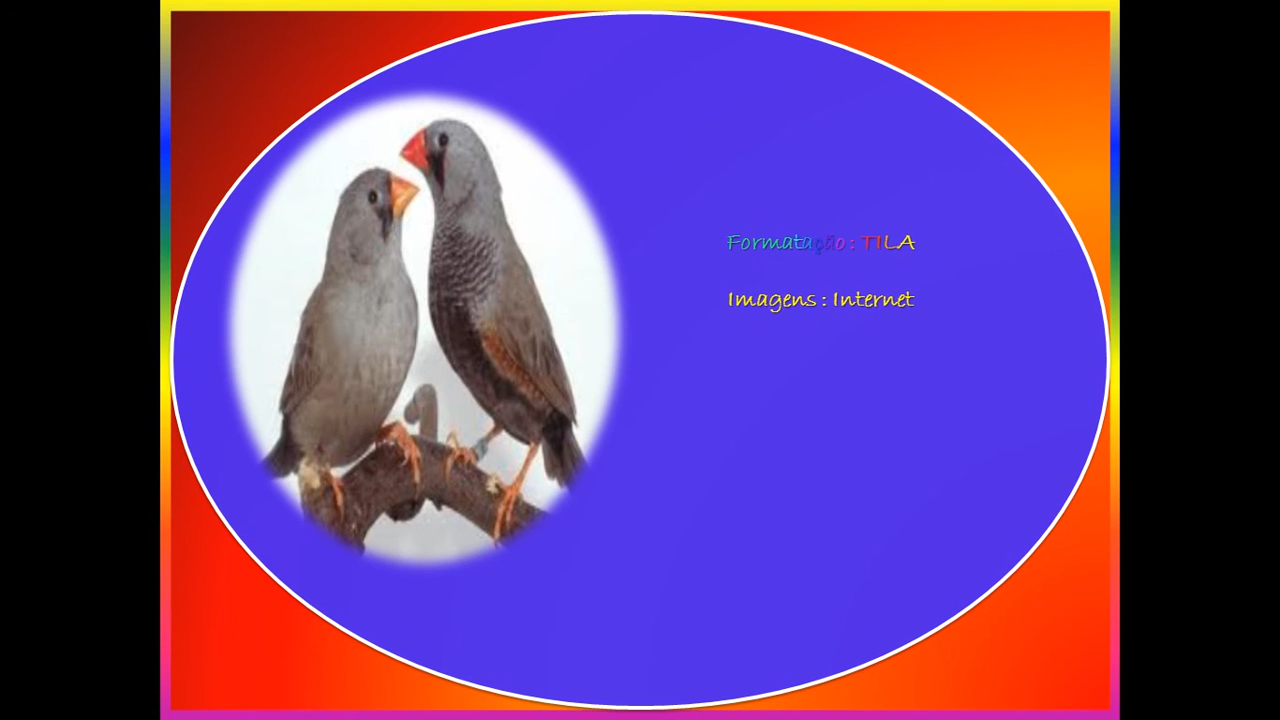 Formatação : TILA
Imagens : Internet